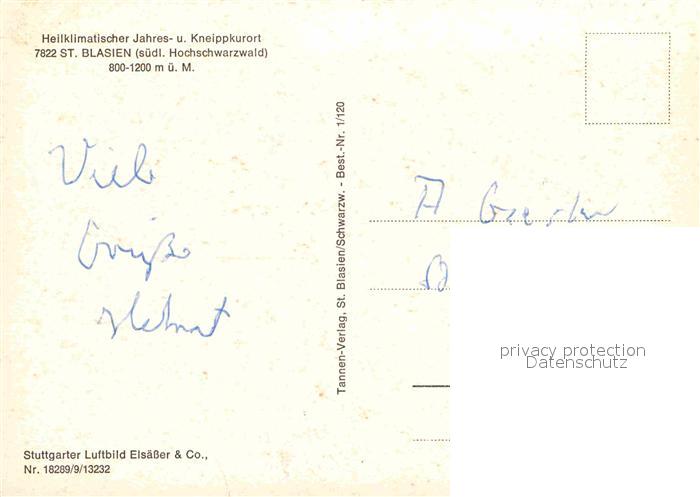 Heilklimatischer Jahres- u. Kneippkurort
7822 ST. BLASIEN (südl. Hochschwarzwald)
800-1200 m ü. M.
Viele
Grüße
Helmut
Stuttgarter Luftbild Elsäßer & Co.,
Nr. 18289/9/13232
Tannen-Verlag, St. Blasien/Schwarzw. - Best.-Nr. 1/120
privacy protection
Datenschutz